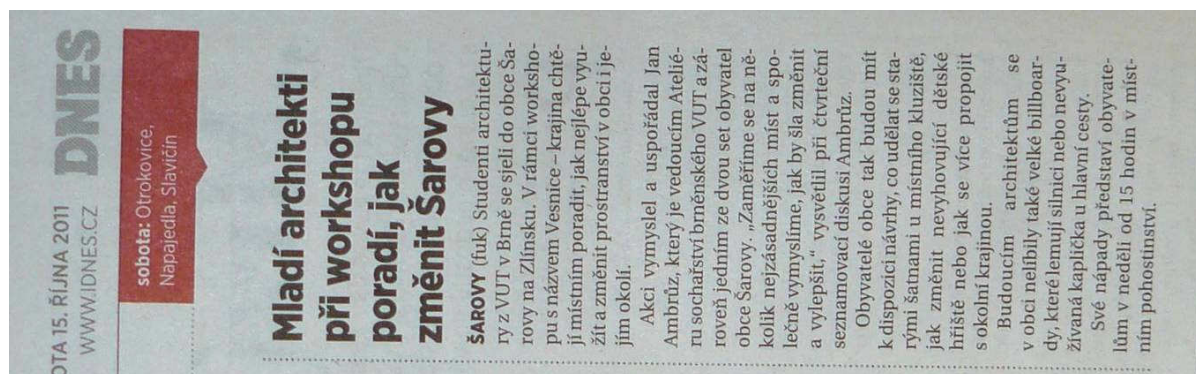 OTA 15. ŘÍJNA 2011
WWW.IDNES.CZ
DNES
sobota: Otrokovice,
Napajedla, Slavičín
Mladí architekti
při workshopu
poradí, jak
změnit Šarovy
ŠAROVY (fuk) Studenti architektu-
ry z VUT v Brně se sjeli do obce Ša-
rovy na Zlínsku. V rámci worksho-
pu s názvem Vesnice – krajina chtě-
jí místním poradit, jak nejlépe vyu-
žít a změnit prostranství v obci i je-
jím okolí.
Akci vymyslel a uspořádal Jan
Ambrůz, který je vedoucím Ateliér-
ru sochařství brněnského VUT a zá-
roveň jedním ze dvou set obyvatel
obce Šarovy. „Zaměříme se na ně-
kolik nejzásadnějších míst a spo-
lečně vymyslíme, jak by šla změnit
a vylepšit,“ vysvětlil při čtvrteční
seznamovací diskusi Ambrůz.
Obyvatelé obce tak budou mít
k dispozici návrhy, co udělat se sta-
rými šatnami u místního kluziště,
jak změnit nevyhovující dětské
hřiště nebo jak se více propojit
s okolní krajinou.
Budoucím architektům se
v obci nelíbily také velké billboar-
dy, které lemují silnici nebo nevyu-
žívaná kaplička u hlavní cesty.
Své nápady představí obyvate-
lům v neděli od 15 hodin v míst-
ním pohostinství.